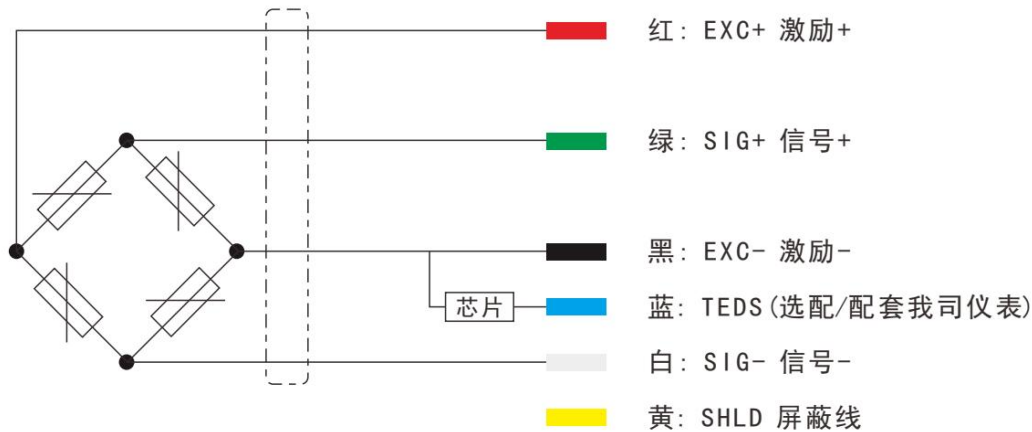 红: EXC+ 激励+
绿: SIG+ 信号+
黑: EXC- 激励-
芯片
蓝: TEDS(选配/配套我司仪表)
白: SIG- 信号-
黄: SHLD 屏蔽线